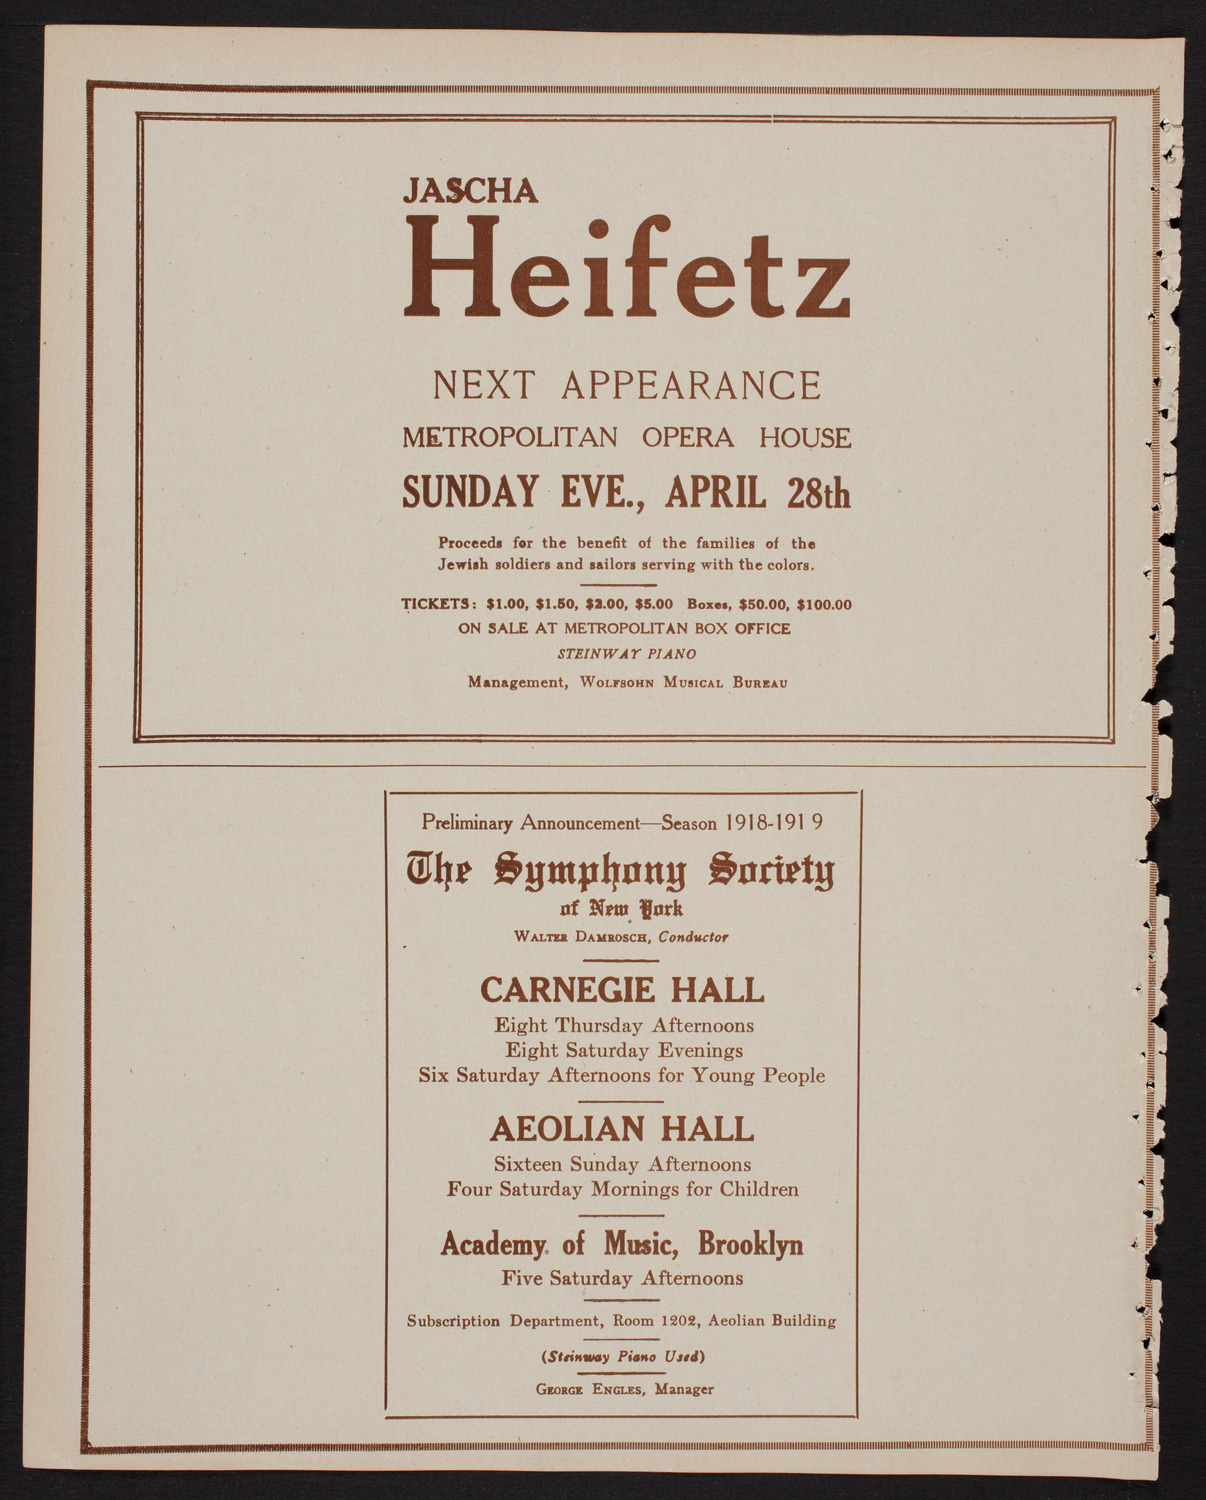 JASCHA
Heifetz
NEXT APPEARANCE
METROPOLITAN OPERA HOUSE
SUNDAY EVE., APRIL 28th
Proceeds for the benefit of the families of the
Jewish soldiers and sailors serving with the colors.
TICKETS: $1.00, $1.50, $2.00, $5.00 Boxes, $50.00, $100.00
ON SALE AT METROPOLITAN BOX OFFICE
STEINWAY PIANO
Management, WOLFSOHN MUSICAL BUREAU
Preliminary Announcement—Season 1918-1919
The Symphony Society
of New York
WALTER DAMROSCH, Conductor
CARNEGIE HALL
Eight Thursday Afternoons
Eight Saturday Evenings
Six Saturday Afternoons for Young People
AEOLIAN HALL
Sixteen Sunday Afternoons
Four Saturday Mornings for Children
Academy of Music, Brooklyn
Five Saturday Afternoons
Subscription Department, Room 1202, Aeolian Building
(Steinway Piano Used)
GEORGE ENGLES, Manager